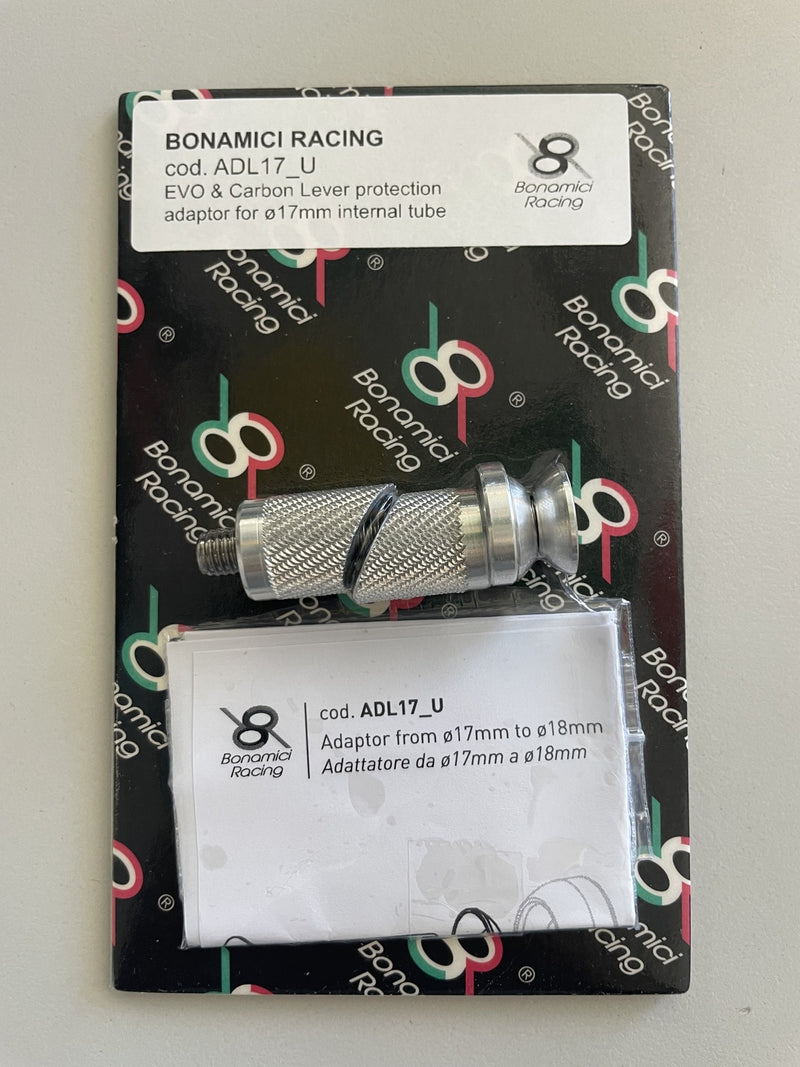 BONAMICI RACING
cod. ADL17_U
EVO & Carbon Lever protection
adaptor for ø17mm internal tube
Bonamici
Racing
Bonamici
Racing
®
Bonamici
Racing
®
Bonamici
Racing
®
Bonamici
Racing
®
®
cod. ADL17_U
Adaptor from ø17mm to ø18mm
Adattatore da ø17mm a ø18mm
Bonamici
Racing
®
®